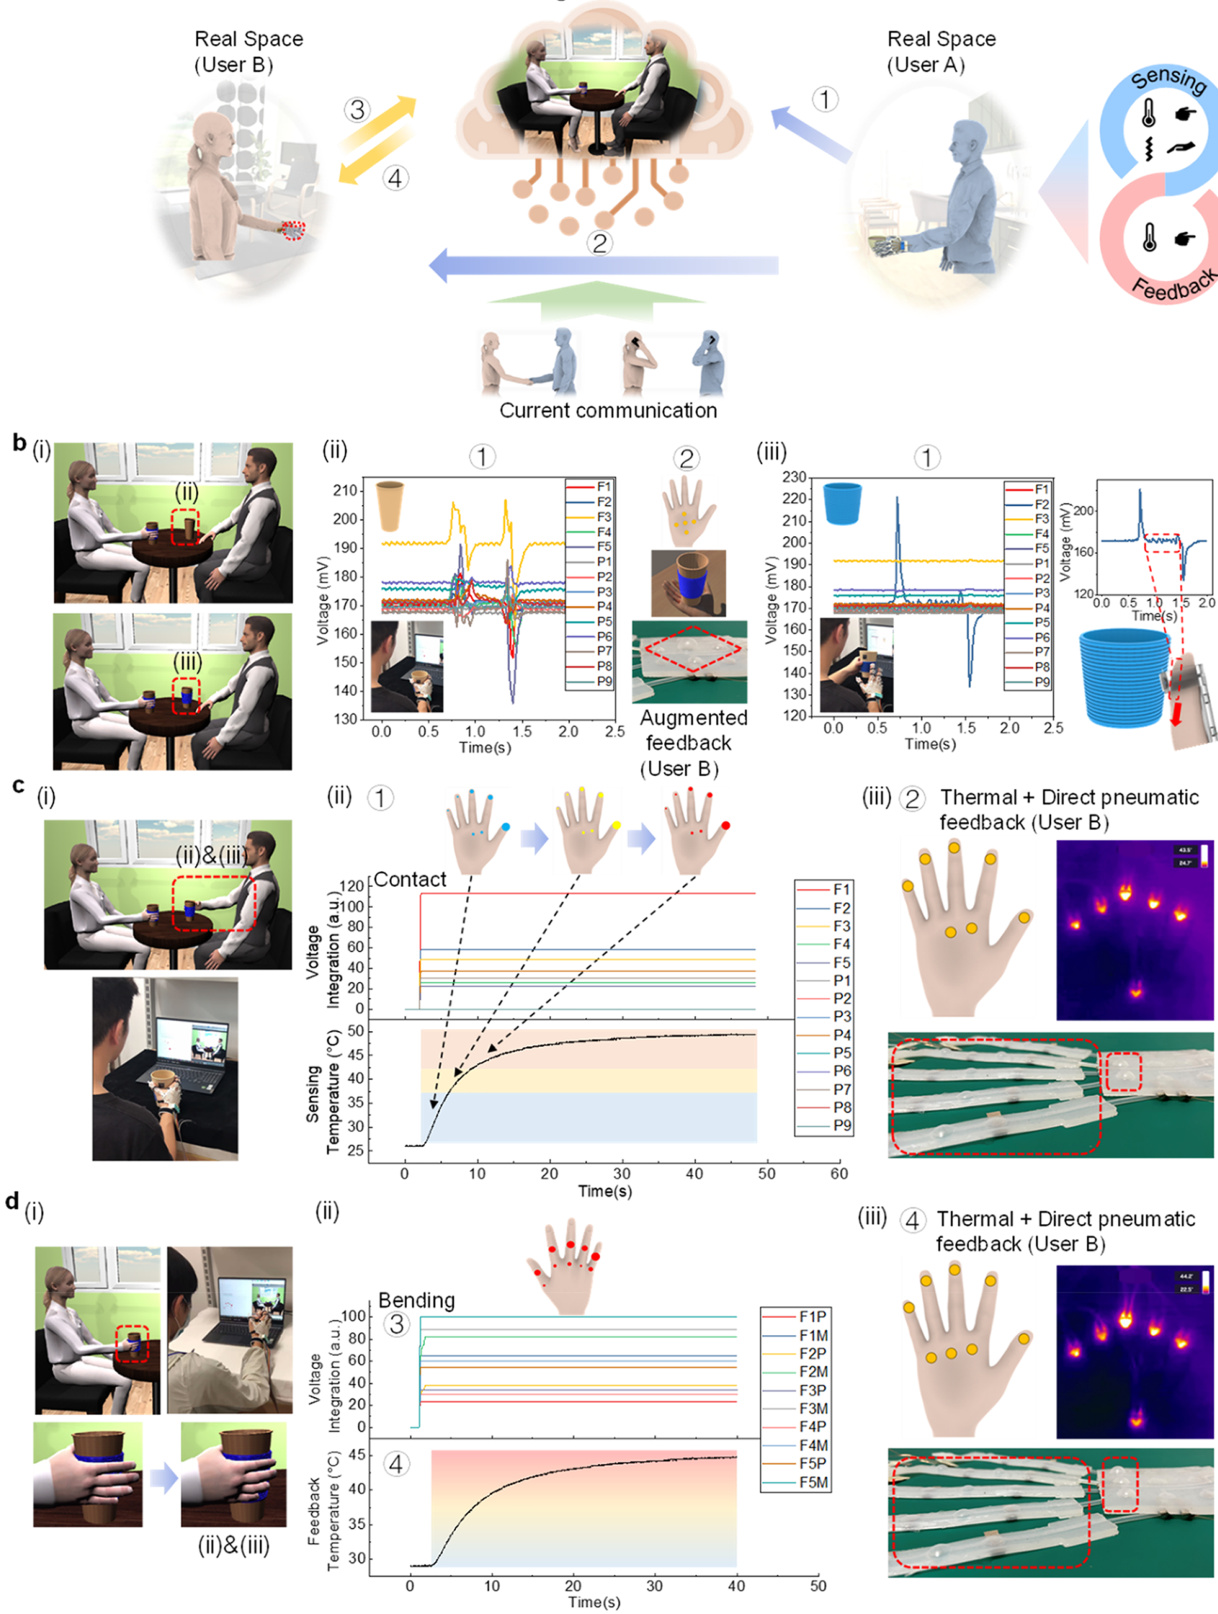 Real Space
(User B)
Real Space
(User A)
①
③
④
②
Sensing
Feedback
Current communication
b
(i)
(ii)
(iii)
(ii)
①
210
200
190
180
170
160
150
140
130
0.0 0.5 1.0 1.5 2.0 2.5
Voltage (mV)
Time(s)
F1
F2
F3
F4
F5
P1
P2
P3
P4
P5
P6
P7
P8
P9
②
Augmented
feedback
(User B)
(iii)
①
230
220
210
200
190
180
170
160
150
140
130
120
0.0 0.5 1.0 1.5 2.0 2.5
Voltage (mV)
Time(s)
F1
F2
F3
F4
F5
P1
P2
P3
P4
P5
P6
P7
P8
P9
200
160
120
0.0 0.5 1.0 1.5 2.0
Voltage (mV)
Time(s)
c
(i)
(ii)&(iii)
(ii)
①
Contact
120
100
80
60
40
20
0
Voltage
Integration (a.u.)
50
45
40
35
30
25
Sensing
Temperature (°C)
0 10 20 30 40 50 60
Time(s)
F1
F2
F3
F4
F5
P1
P2
P3
P4
P5
P6
P7
P8
P9
(iii)
②
Thermal + Direct pneumatic
feedback (User B)
43.5°
24.7°
d
(i)
(ii)&(iii)
(ii)
Bending
③
100
80
60
40
20
0
Voltage
Integration (a.u.)
④
45
40
35
30
Feedback
Temperature (°C)
0 10 20 30 40 50
Time(s)
F1P
F1M
F2P
F2M
F3P
F3M
F4P
F4M
F5P
F5M
(iii)
④
Thermal + Direct pneumatic
feedback (User B)
44.2°
22.5°